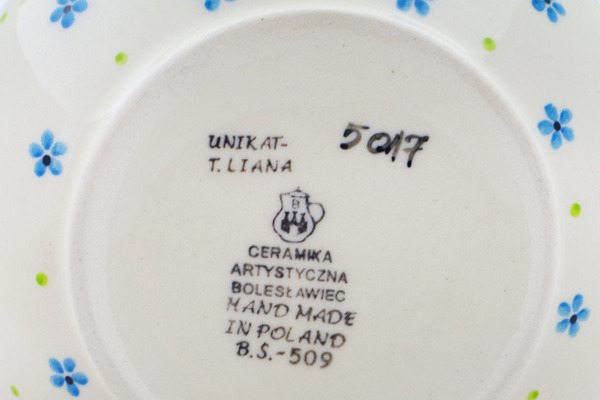 UNIKAT-
T. LIANA
5017
B
CERAMIKA
ARTYSTYCZNA
BOLESŁAWIEC
HAND MADE
IN POLAND
B.S.-509